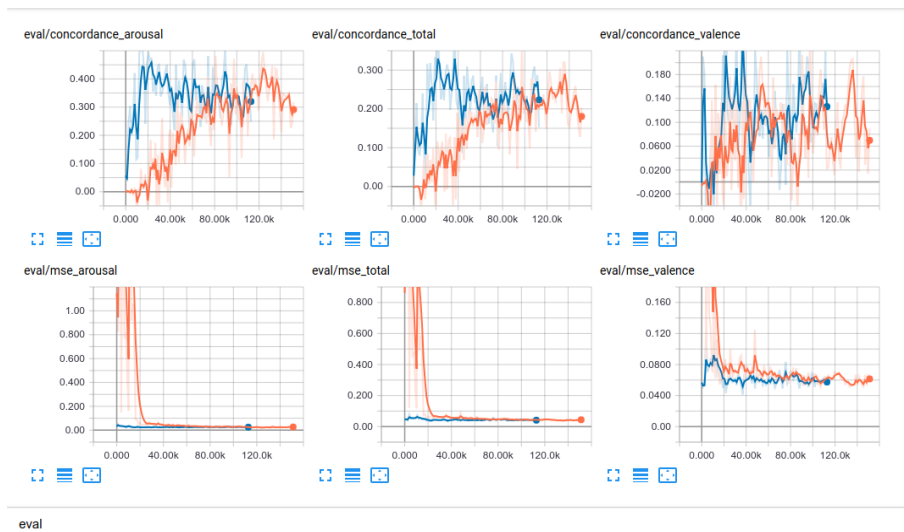 eval/concordance_arousal eval/concordance_total eval/concordance_valence
0.400 0.300 0.180
0.300 0.200 0.140
0.200 0.100 0.100
0.100 0.0600
0.00 0.00 0.0200
-0.0200
0.000 40.00k 80.00k 120.0k 0.000 40.00k 80.00k 120.0k 0.000 40.00k 80.00k 120.0k
eval/mse_arousal eval/mse_total eval/mse_valence
1.00 0.800 0.160
0.800 0.600 0.120
0.600 0.400 0.0800
0.400 0.200 0.0400
0.200 0.00 0.00
0.00
0.000 40.00k 80.00k 120.0k 0.000 40.00k 80.00k 120.0k 0.000 40.00k 80.00k 120.0k
eval